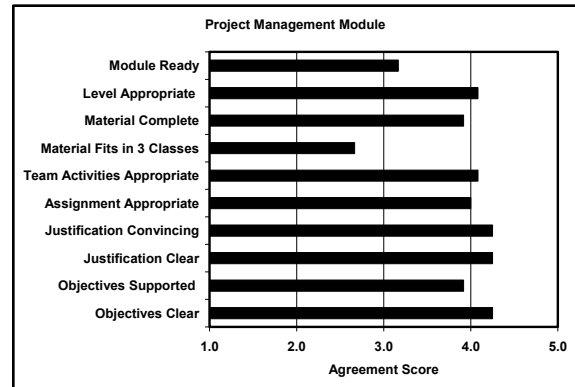 Project Management Module
Module Ready
Level Appropriate
Material Complete
Material Fits in 3 Classes
Team Activities Appropriate
Assignment Appropriate
Justification Convincing
Justification Clear
Objectives Supported
Objectives Clear
1.0 2.0 3.0 4.0 5.0
Agreement Score